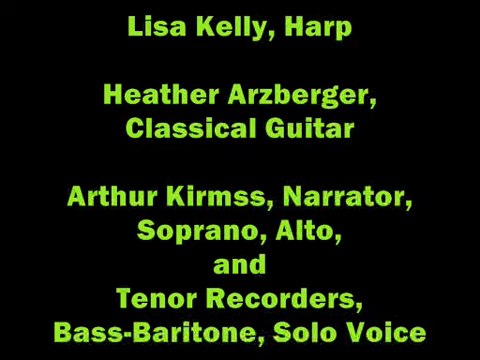 Lisa Kelly, Harp
Heather Arzberger,
Classical Guitar
Arthur Kirmss, Narrator,
Soprano, Alto,
and
Tenor Recorders,
Bass-Baritone, Solo Voice